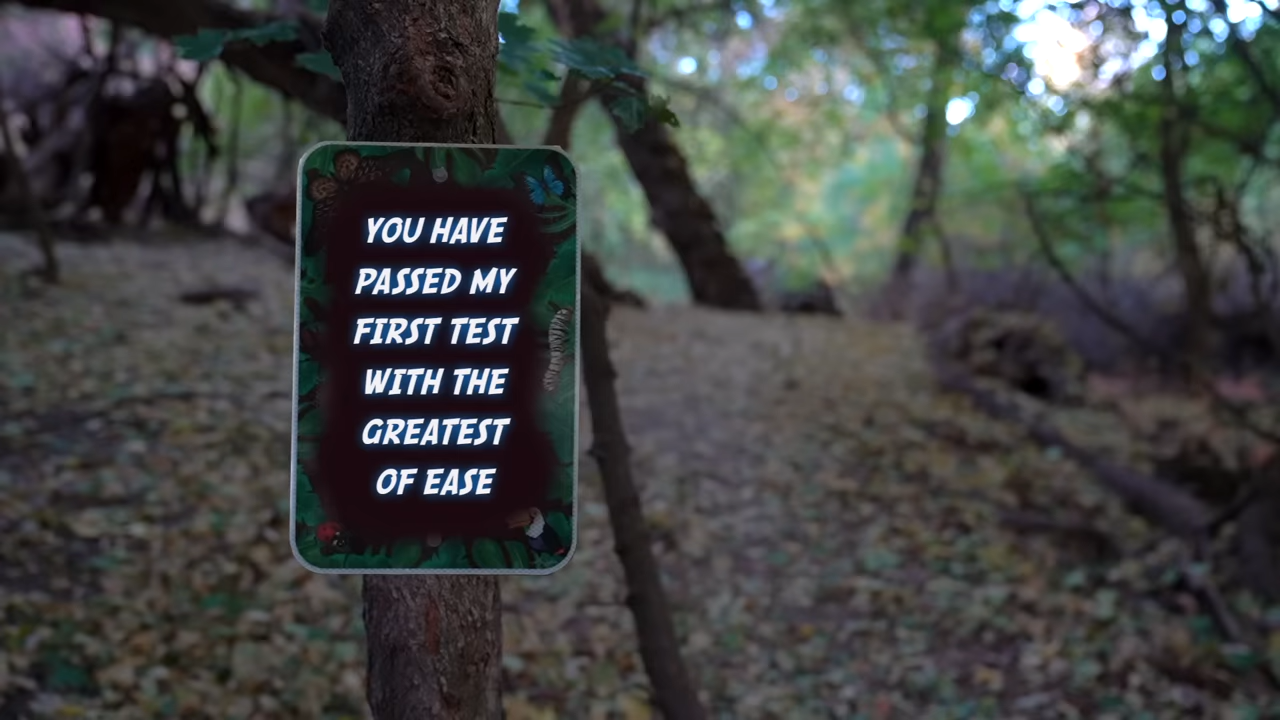 YOU HAVE
PASSED MY
FIRST TEST
WITH THE
GREATEST
OF EASE